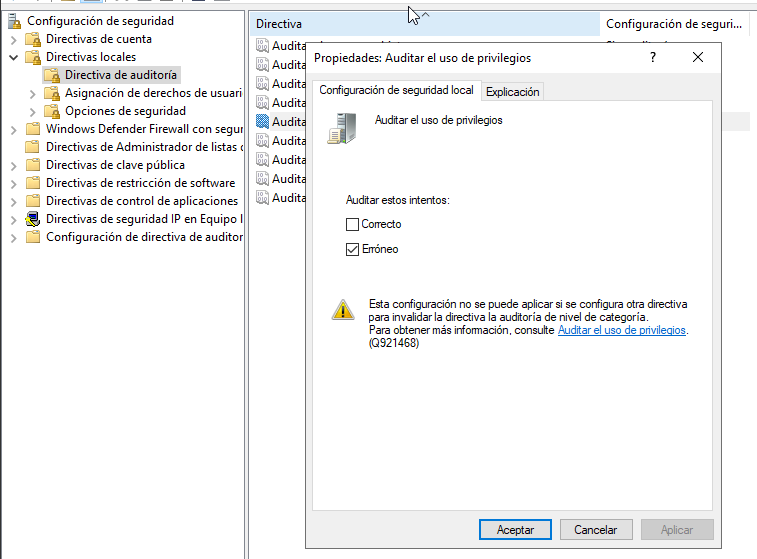 Configuración de seguridad
Directivas de cuenta
Directivas locales
Directiva de auditoría
Asignación de derechos de usuari
Opciones de seguridad
Windows Defender Firewall con segur
Directivas de Administrador de listas d
Directivas de clave pública
Directivas de restricción de software
Directivas de control de aplicaciones
Directivas de seguridad IP en Equipo l
Configuración de directiva de auditor
Directiva
Configuración de seguri...
Audita
Audita
Audita
Audita
Audita
Audita
Audita
Audita
Propiedades: Auditar el uso de privilegios
?
Configuración de seguridad local
Explicación
Auditar el uso de privilegios
Auditar estos intentos:
Correcto
Erróneo
Esta configuración no se puede aplicar si se configura otra directiva
para invalidar la directiva la auditoría de nivel de categoría.
Para obtener más información, consulte Auditar el uso de privilegios.
(Q921468)
Aceptar
Cancelar
Aplicar